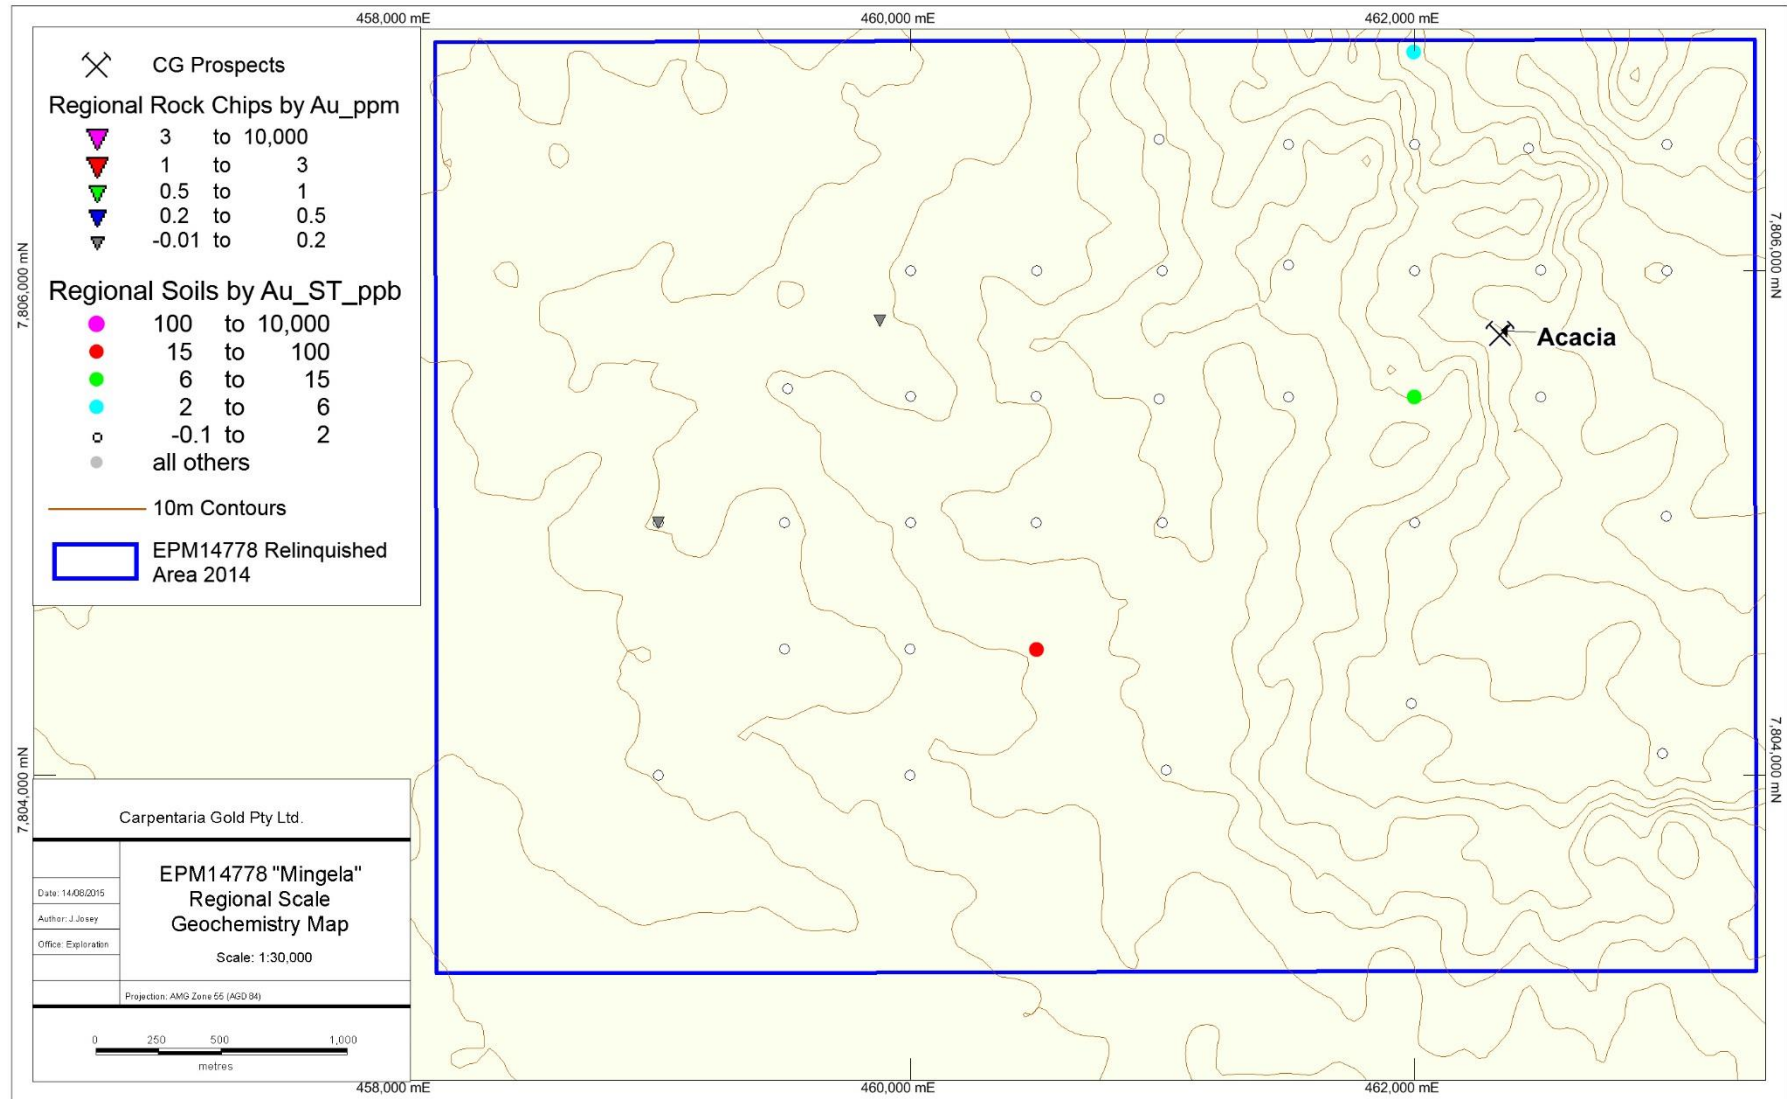 458,000 mE
460,000 mE
462,000 mE
CG Prospects
Regional Rock Chips by Au_ppm
3 to 10,000
1 to 3
0.5 to 1
0.2 to 0.5
-0.01 to 0.2
Regional Soils by Au_ST_ppb
100 to 10,000
15 to 100
6 to 15
2 to 6
-0.1 to 2
all others
10m Contours
EPM14778 Relinquished
Area 2014
7,806,000 mN
7,806,000 mN
Acacia
7,804,000 mN
7,804,000 mN
Carpentaria Gold Pty Ltd.
EPM14778 "Mingela"
Regional Scale
Geochemistry Map
Scale: 1:30,000
Date: 14/08/2015
Author: J.Josey
Office: Exploration
Projection: AMG Zone 55 (AGD 84)
0 250 500 1,000
metres
458,000 mE
460,000 mE
462,000 mE